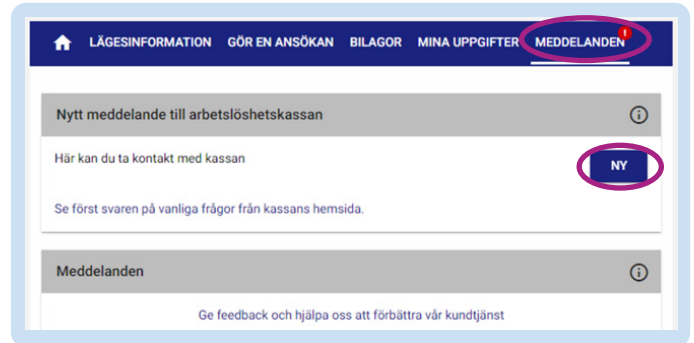 LÄGESINFORMATION GÖR EN ANSÖKAN BILAGOR MINA UPPGIFTER MEDDELANDEN !
Nytt meddelande till arbetslöshetskassan
Här kan du ta kontakt med kassan
NY
Se först svaren på vanliga frågor från kassans hemsida.
Meddelanden
Ge feedback och hjälpa oss att förbättra vår kundtjänst